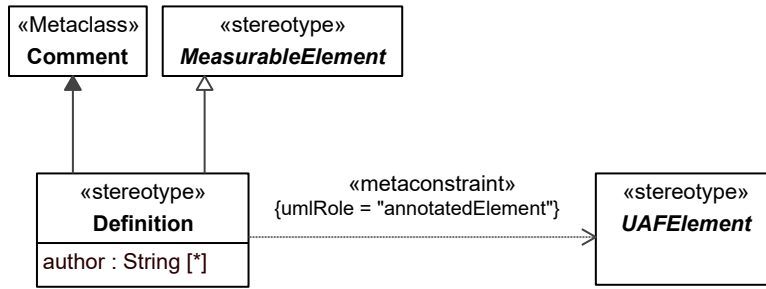 «Metaclass»
Comment
«stereotype»
MeasurableElement
«stereotype»
Definition
author : String [*]
«metaconstraint»
{umlRole = "annotatedElement"}
«stereotype»
UAFElement